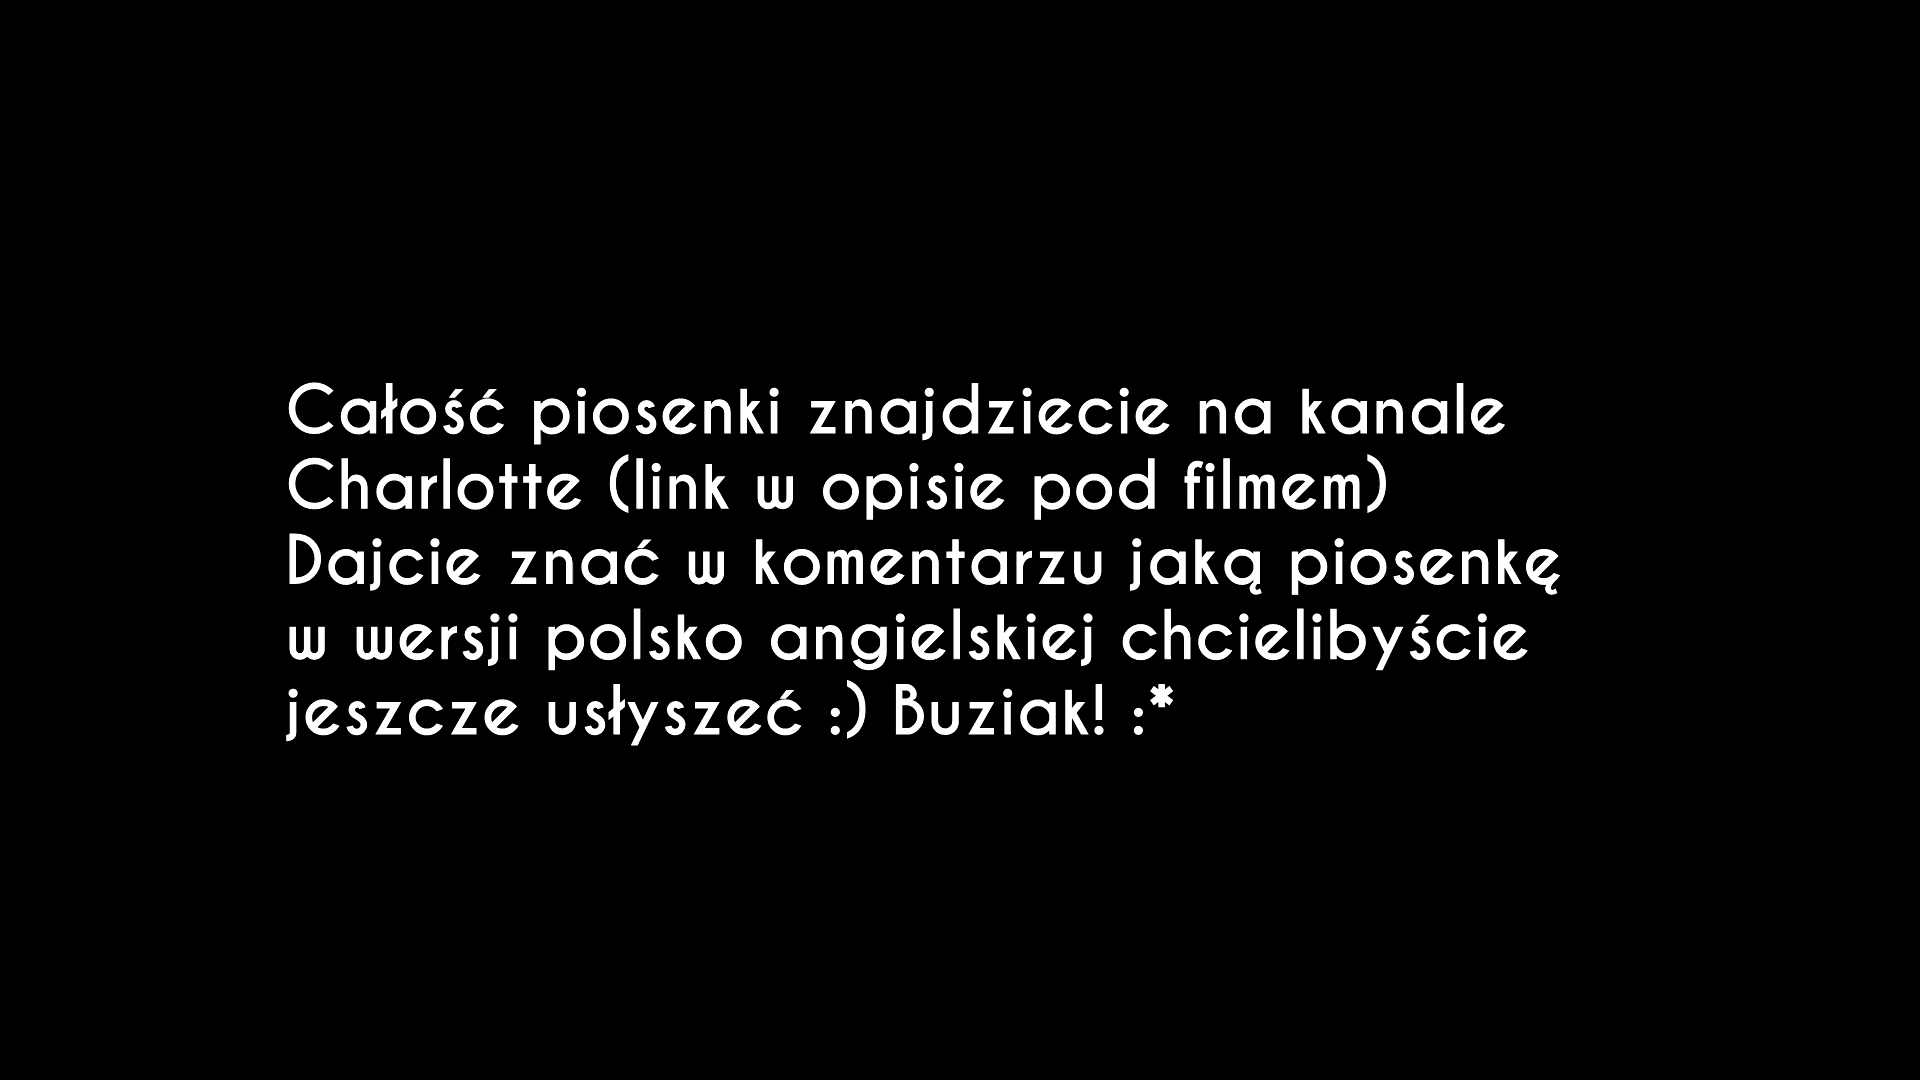 Całość piosenki znajdziecie na kanale
Charlotte (link w opisie pod filmem)
Dajcie znać w komentarzu jaką piosenkę
w wersji polsko angielskiej chcielibyście
jeszcze usłyszeć :) Buziak! :*